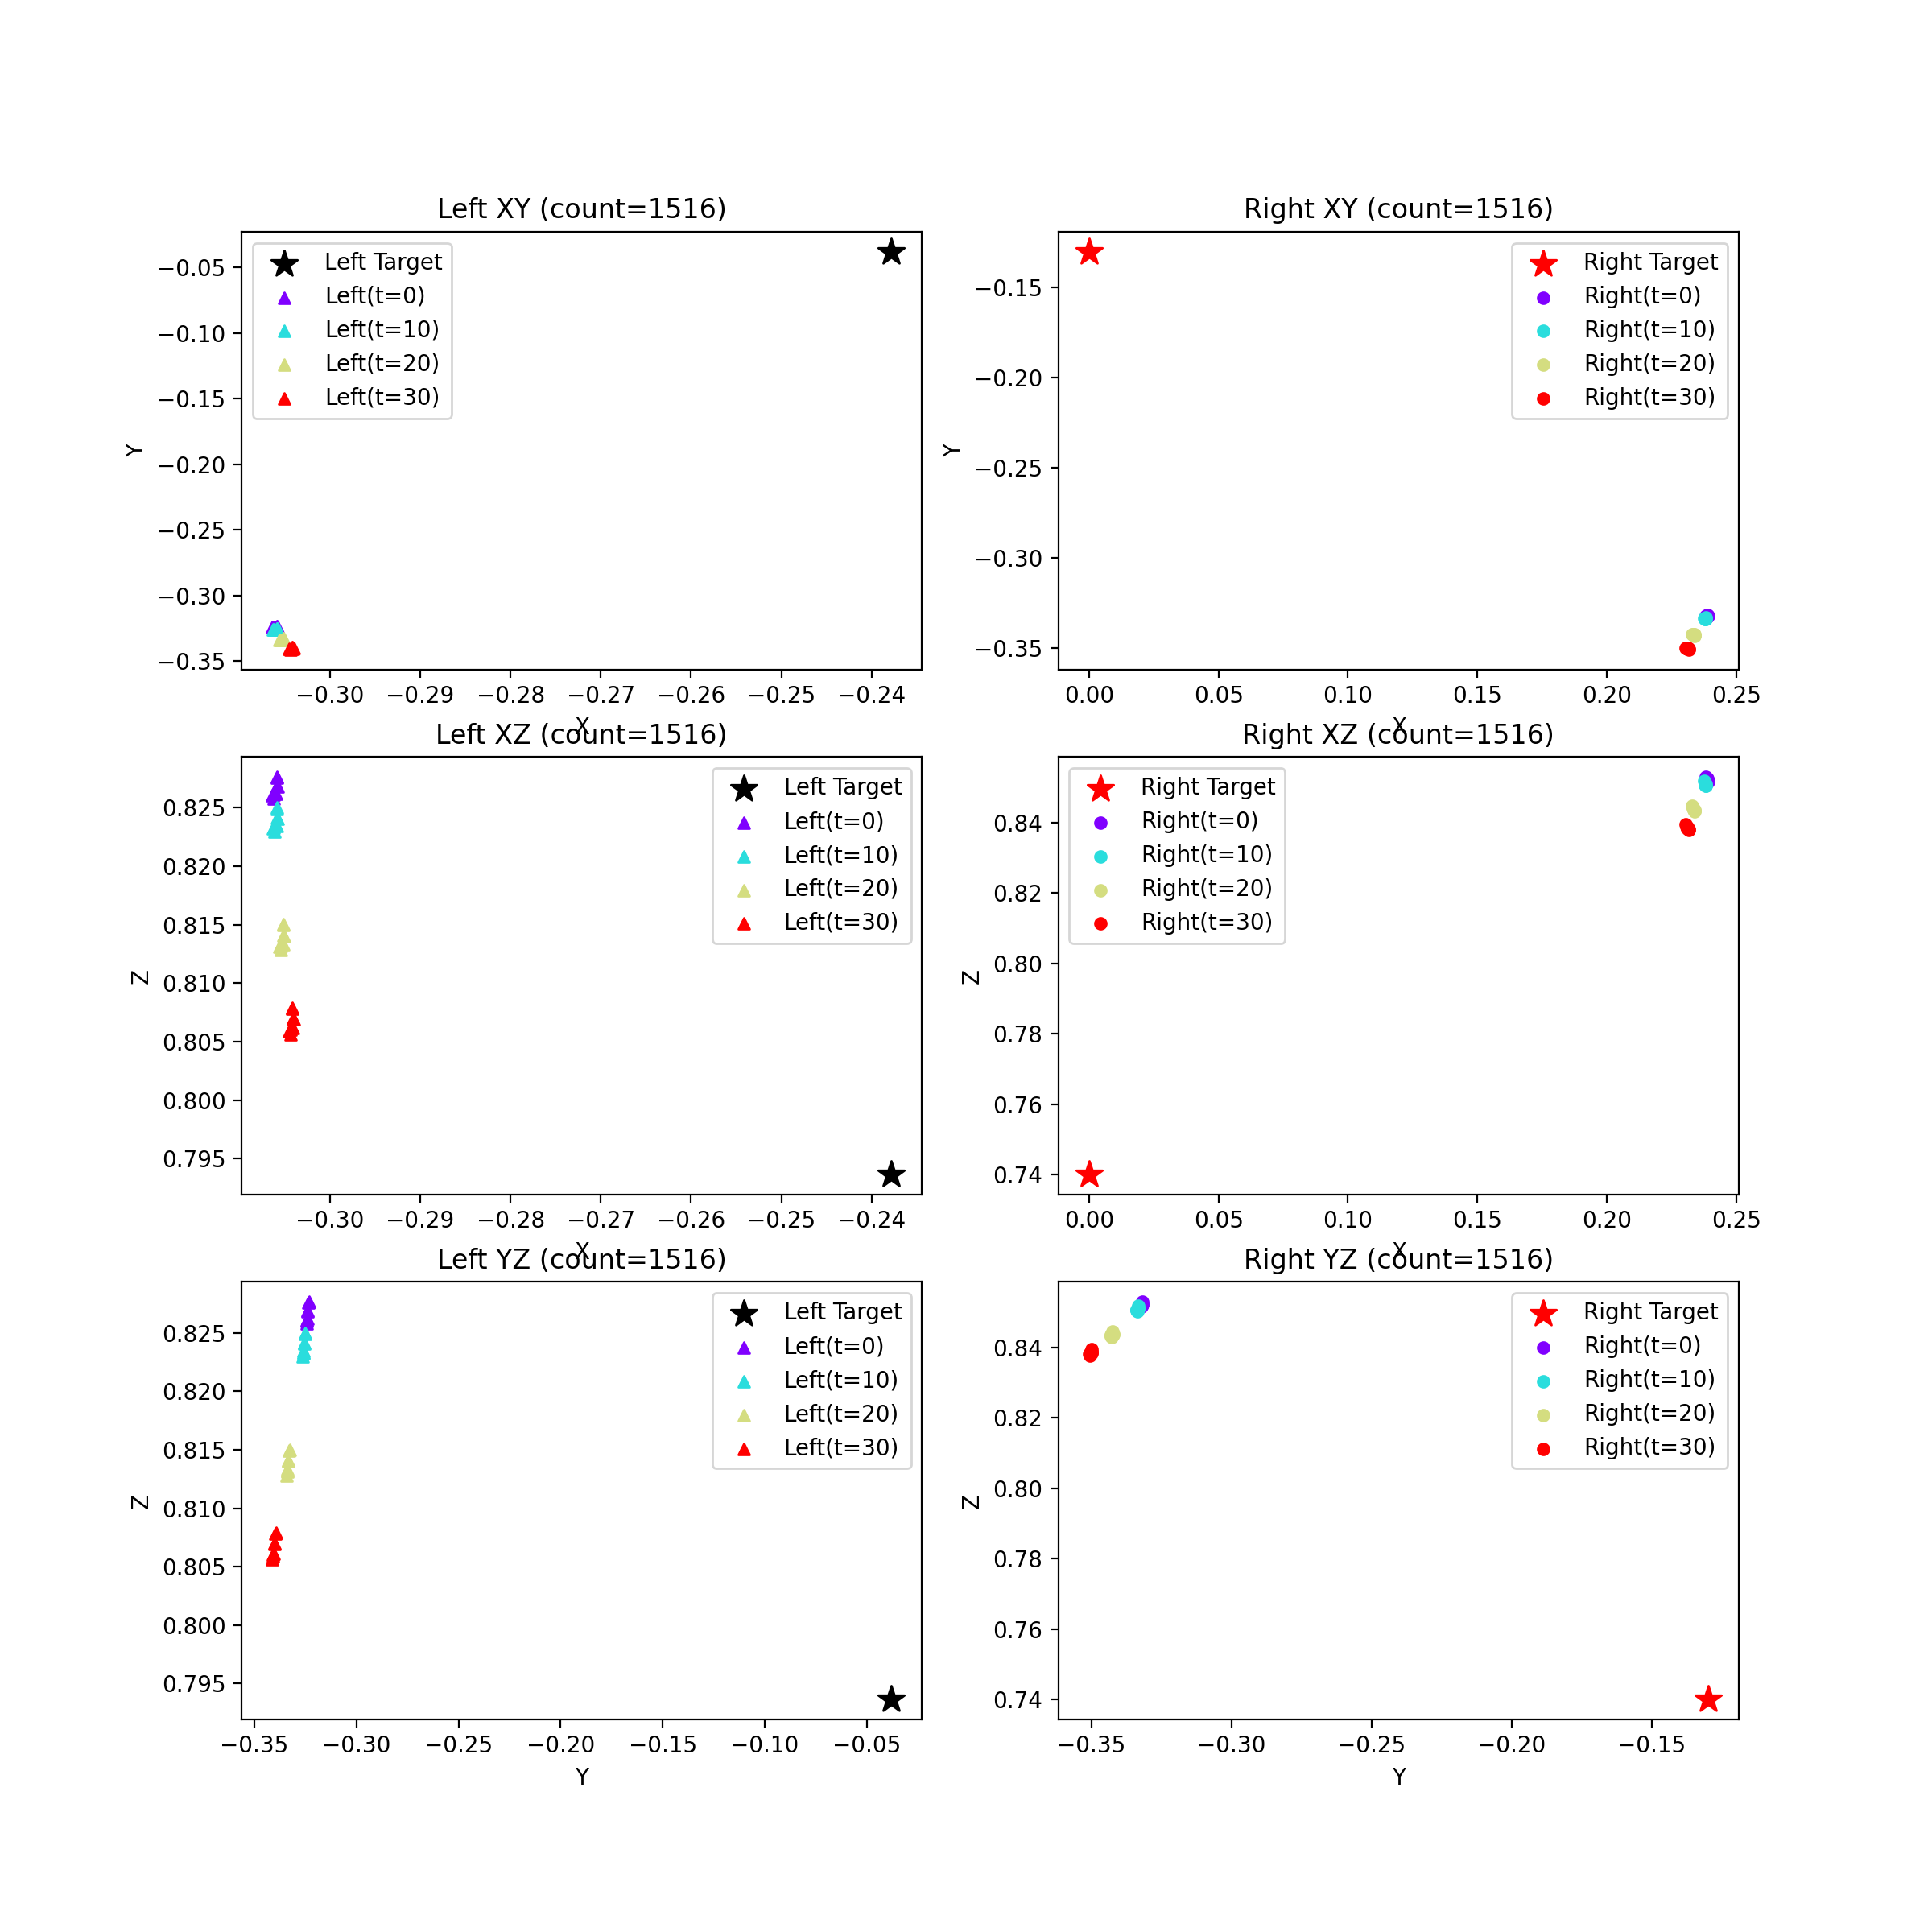 Left XY (count=1516)
−0.05
−0.10
−0.15
−0.20
−0.25
−0.30
−0.35
Y
Left Target
Left(t=0)
Left(t=10)
Left(t=20)
Left(t=30)
−0.30
−0.29
−0.28
−0.27
−0.26
−0.25
−0.24
X
Right XY (count=1516)
−0.15
−0.20
−0.25
−0.30
−0.35
Y
Right Target
Right(t=0)
Right(t=10)
Right(t=20)
Right(t=30)
0.00
0.05
0.10
0.15
0.20
0.25
X
Left XZ (count=1516)
0.825
0.820
0.815
0.810
0.805
0.800
0.795
Z
Left Target
Left(t=0)
Left(t=10)
Left(t=20)
Left(t=30)
−0.30
−0.29
−0.28
−0.27
−0.26
−0.25
−0.24
X
Right XZ (count=1516)
0.84
0.82
0.80
0.78
0.76
0.74
Z
Right Target
Right(t=0)
Right(t=10)
Right(t=20)
Right(t=30)
0.00
0.05
0.10
0.15
0.20
0.25
X
Left YZ (count=1516)
0.825
0.820
0.815
0.810
0.805
0.800
0.795
Z
Left Target
Left(t=0)
Left(t=10)
Left(t=20)
Left(t=30)
−0.35
−0.30
−0.25
−0.20
−0.15
−0.10
−0.05
Y
Right YZ (count=1516)
0.84
0.82
0.80
0.78
0.76
0.74
Z
Right Target
Right(t=0)
Right(t=10)
Right(t=20)
Right(t=30)
−0.35
−0.30
−0.25
−0.20
−0.15
Y